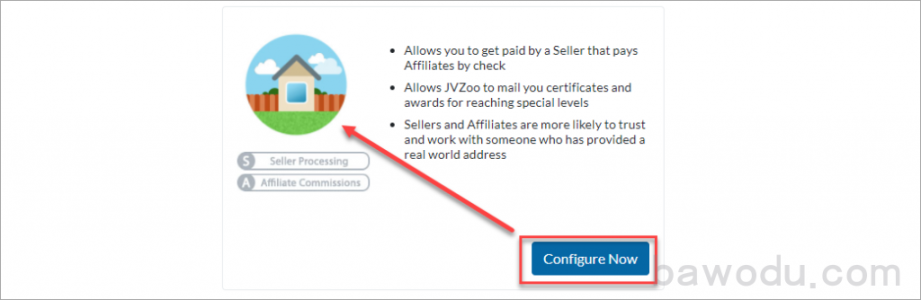 Allows you to get paid by a Seller that pays
Affiliates by check
Allows JVZoo to mail you certificates and
awards for reaching special levels
Sellers and Affiliates are more likely to trust
and work with someone who has provided a
real world address
S Seller Processing
A Affiliate Commissions
Configure Now
bawodu.com